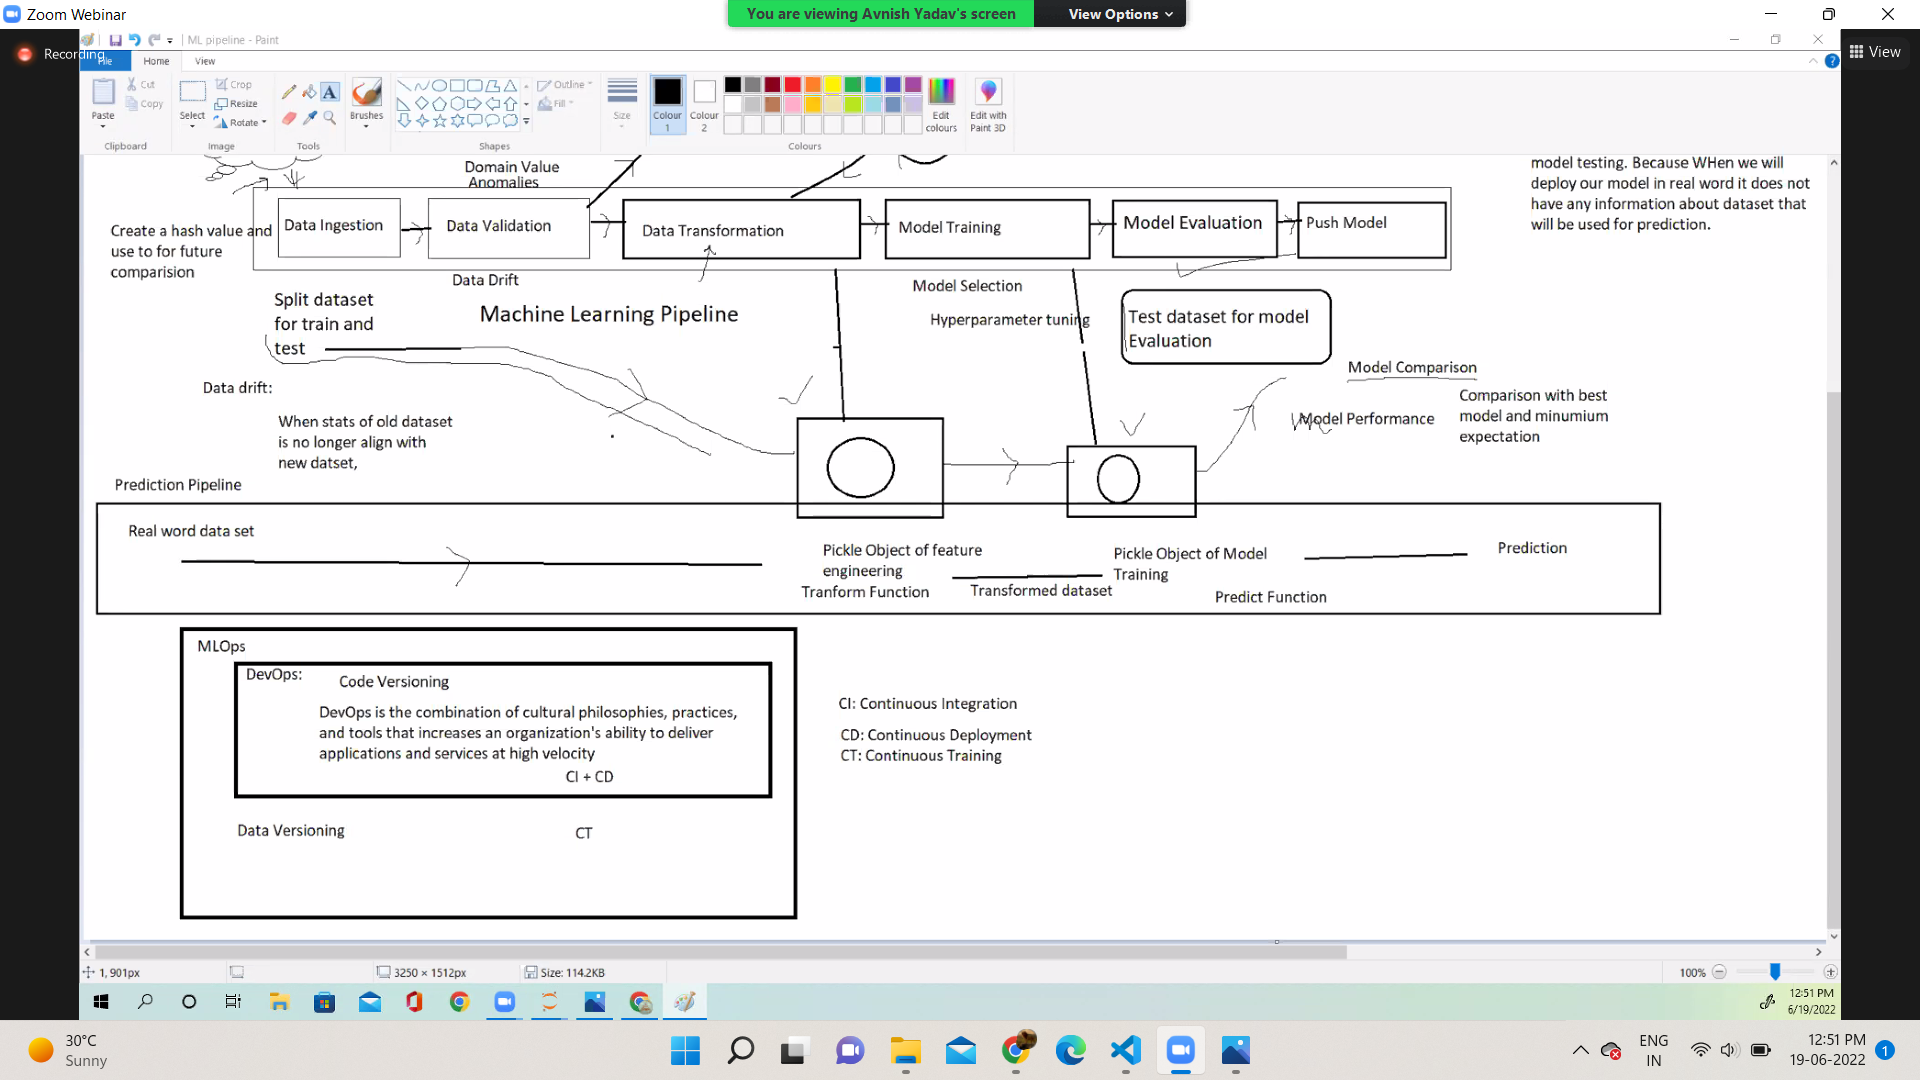 Zoom Webinar
You are viewing Avnish Yadav's screen
View Options
Recording
ML pipeline - Paint
View
File
Home
View
Paste
Cut
Copy
Clipboard
Select
Crop
Resize
Rotate
Image
Tools
Brushes
Shapes
Outline
Fill
Size
Colour
1
Colour
2
Colours
Edit
colours
Edit with
Paint 3D
Domain Value
Anomalies
model testing. Because WHen we will
deploy our model in real word it does not
have any information about dataset that
will be used for prediction.
Create a hash value and
use to for future
comparision
Data Ingestion
Data Validation
Data Transformation
Model Training
Model Evaluation
Push Model
Data Drift
Machine Learning Pipeline
Model Selection
Hyperparameter tuning
Test dataset for model
Evaluation
Split dataset
for train and
test
Data drift:
When stats of old dataset
is no longer align with
new datset,
Model Comparison
Comparison with best
model and minumium
expectation
Model Performance
Prediction Pipeline
Real word data set
Pickle Object of feature
engineering
Tranform Function
Transformed dataset
Pickle Object of Model
Training
Predict Function
Prediction
MLOps
DevOps:
Code Versioning
DevOps is the combination of cultural philosophies, practices,
and tools that increases an organization's ability to deliver
applications and services at high velocity
CI + CD
Data Versioning
CT
CI: Continuous Integration
CD: Continuous Deployment
CT: Continuous Training
1, 901px
3250 × 1512px
Size: 114.2KB
100%
12:51 PM
6/19/2022
30°C
Sunny
ENG
IN
12:51 PM
19-06-2022
1